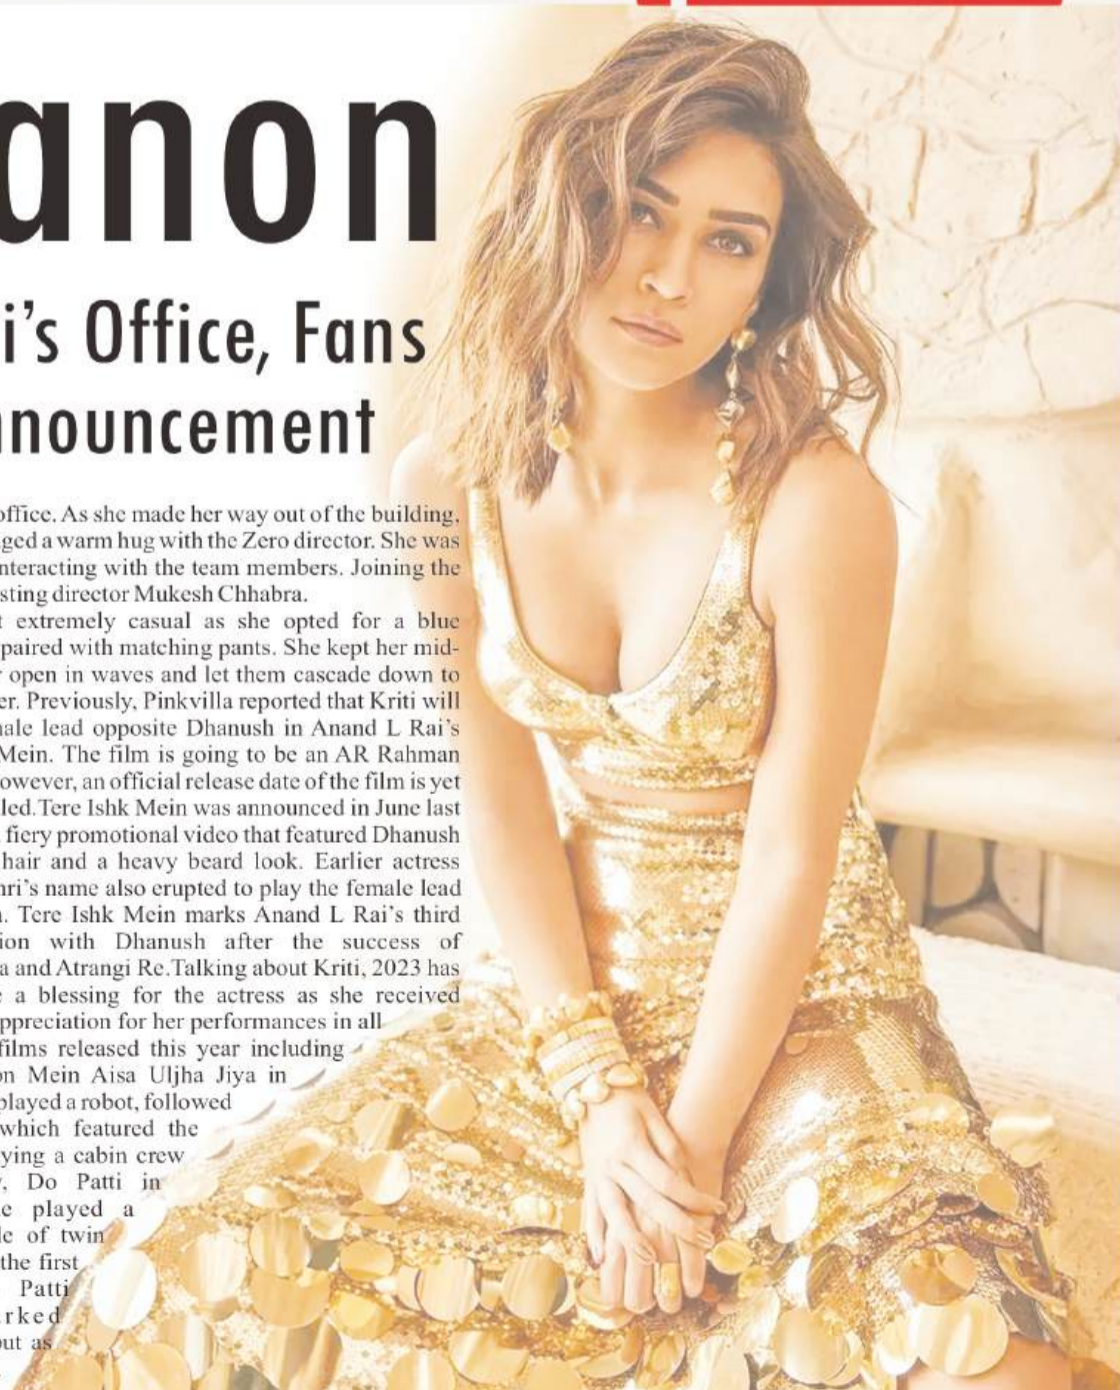 anon
i's Office, Fans
nnouncement
office. As she made her way out of the building,
ged a warm hug with the Zero director. She was
nteracting with the team members. Joining the
sting director Mukesh Chhabra.
t extremely casual as she opted for a blue
paired with matching pants. She kept her mid-
r open in waves and let them cascade down to
er. Previously, Pinkvilla reported that Kriti will
ale lead opposite Dhanush in Anand L Rai's
Mein. The film is going to be an AR Rahman
owever, an official release date of the film is yet
led.Tere Ishk Mein was announced in June last
fiery promotional video that featured Dhanush
hair and a heavy beard look. Earlier actress
ri's name also erupted to play the female lead
. Tere Ishk Mein marks Anand L Rai's third
ion with Dhanush after the success of
a and Atrangi Re.Talking about Kriti, 2023 has
e a blessing for the actress as she received
ppreciation for her performances in all
films released this year including
on Mein Aisa Uljha Jiya in
played a robot, followed
which featured the
ying a cabin crew
, Do Patti in
e played a
le of twin
the first
Patti
rked
ut as